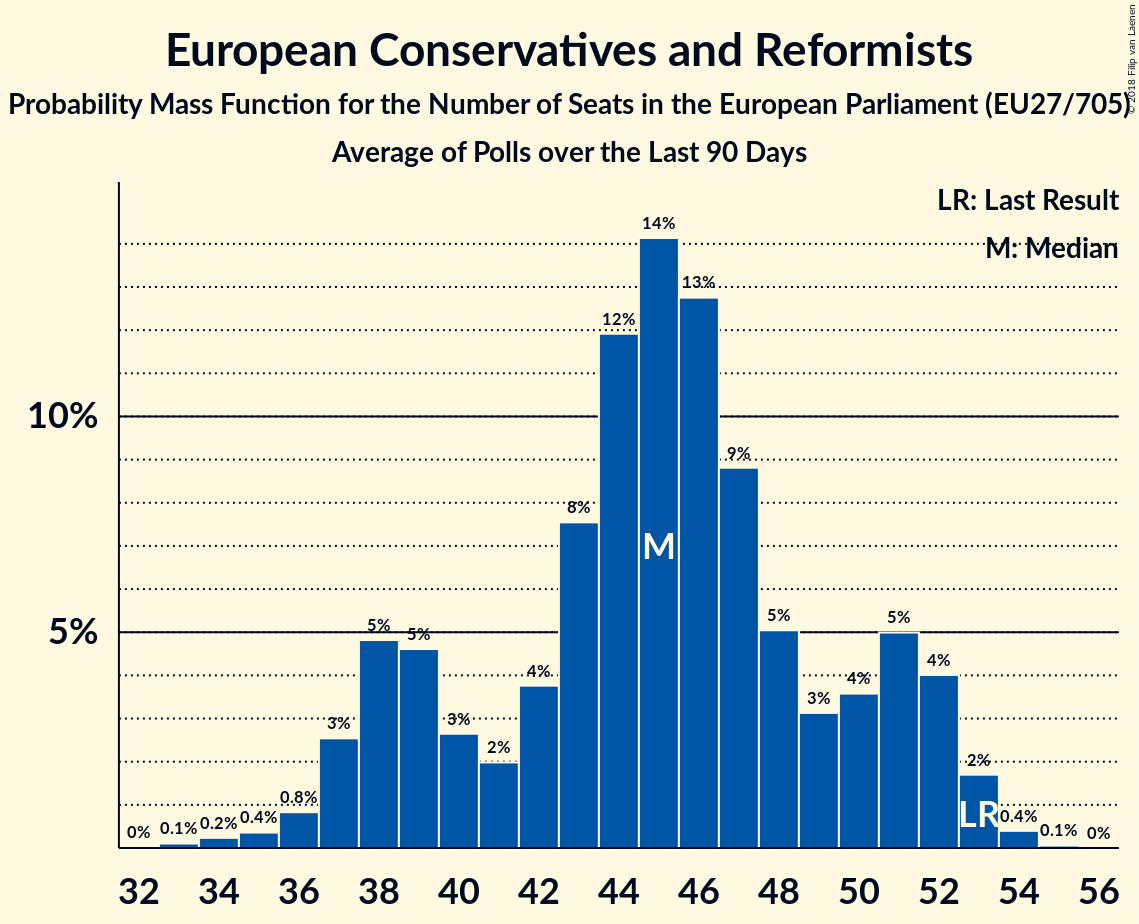 European Conservatives and Reformists
Probability Mass Function for the Number of Seats in the European Parliament (EU27/705)
Average of Polls over the Last 90 Days
© 2018 Filip van Laenen
LR: Last Result
M: Median
14%
13%
12%
10%
9%
8%
M
5%
5% 5% 5% 5%
4% 4% 4%
3% 3% 3%
2% 2%
LR
0% 0.1% 0.2% 0.4% 0.8% 0.4% 0.1% 0%
32 34 36 38 40 42 44 46 48 50 52 54 56